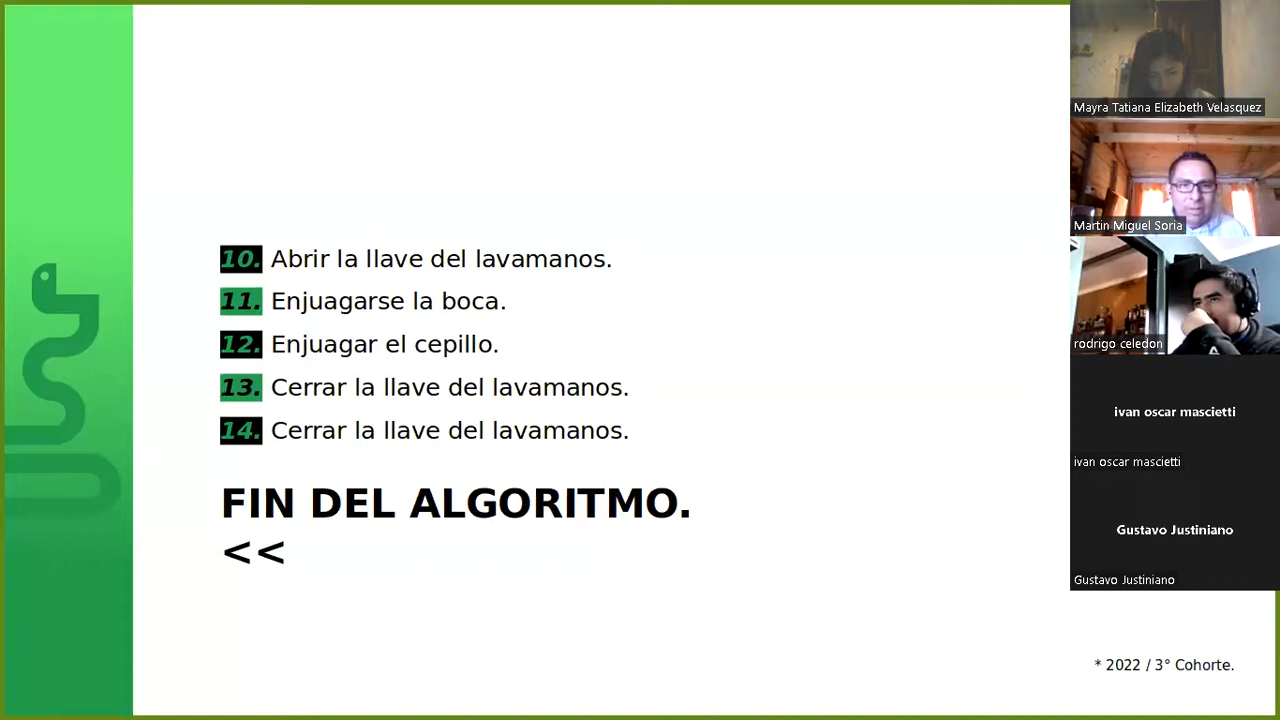 10. Abrir la llave del lavamanos.
11. Enjuagarse la boca.
12. Enjuagar el cepillo.
13. Cerrar la llave del lavamanos.
14. Cerrar la llave del lavamanos.
FIN DEL ALGORITMO.
<<
* 2022 / 3° Cohorte.
Mayra Tatiana Elizabeth Velasquez
Martin Miguel Soria
rodrigo celedon
ivan oscar mascietti
ivan oscar mascietti
Gustavo Justiniano
Gustavo Justiniano